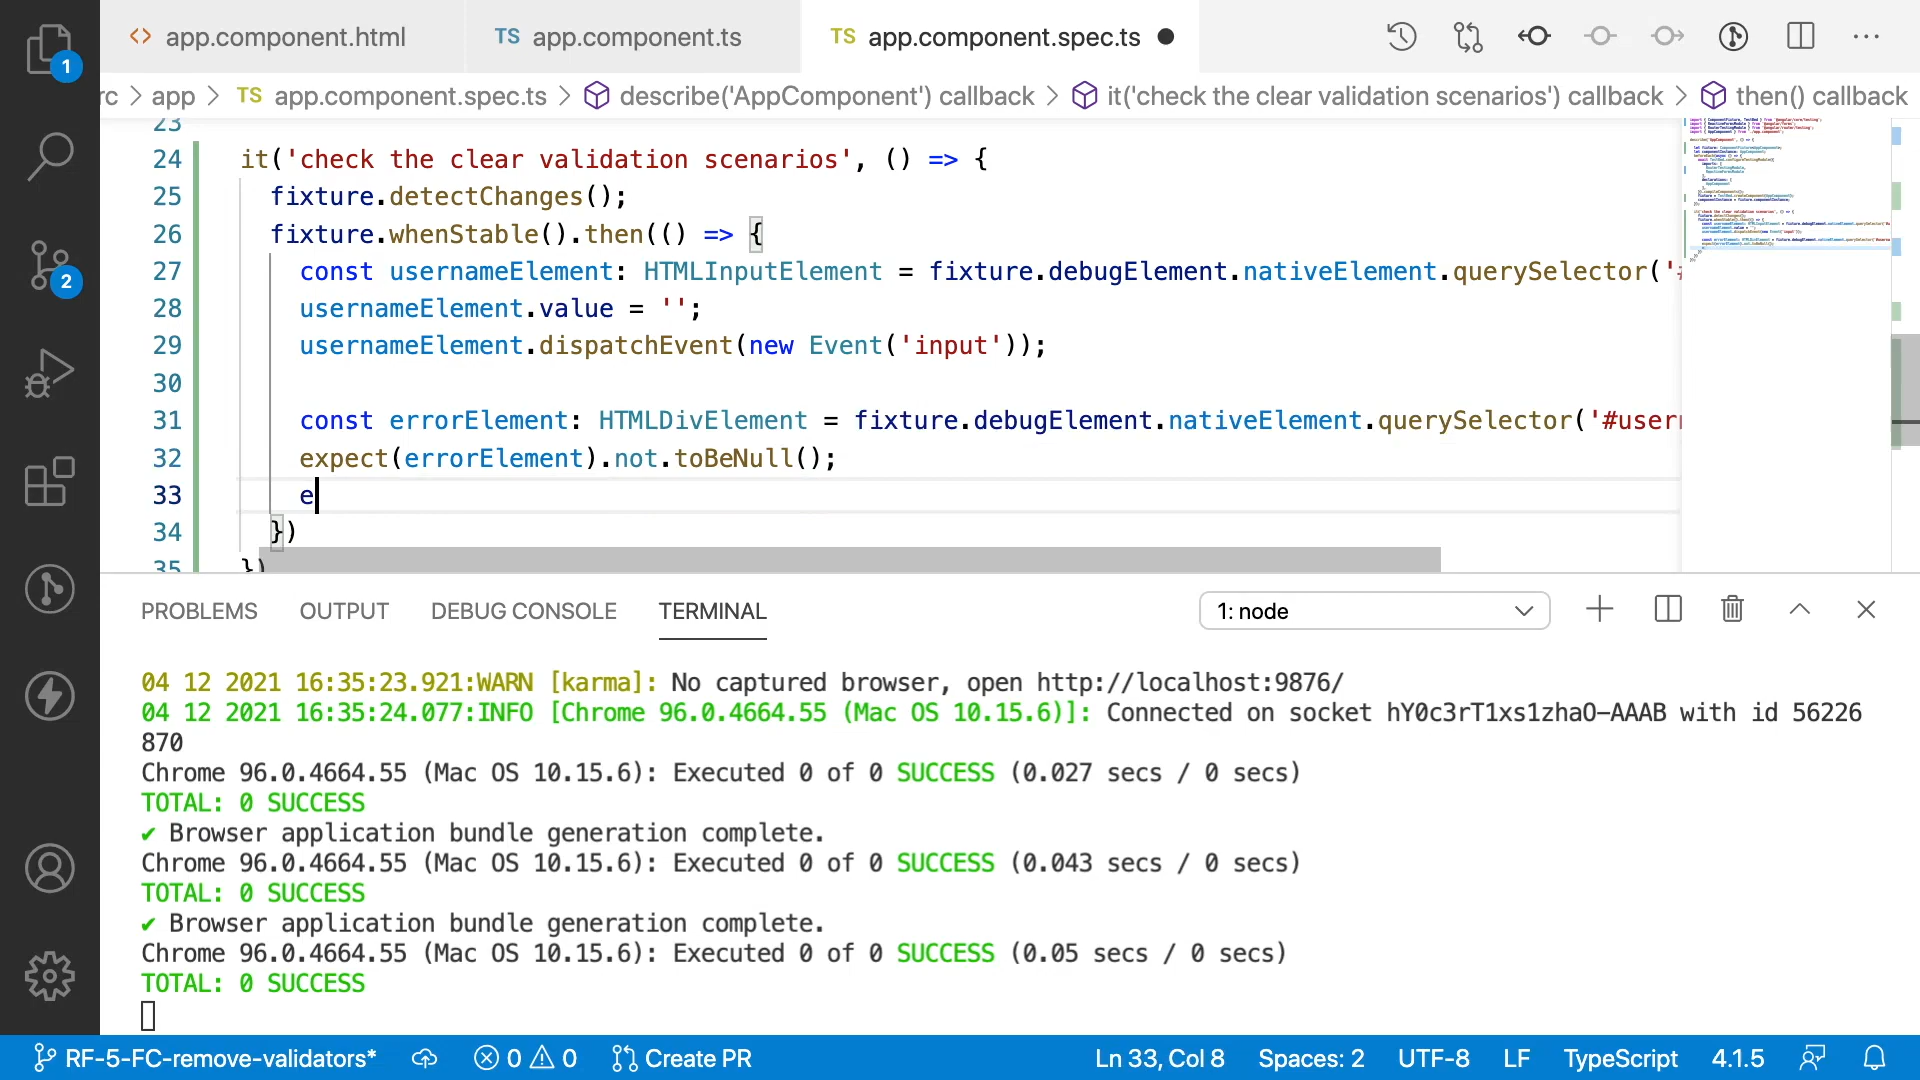 <> app.component.html
TS app.component.ts
TS app.component.spec.ts
1
rc > app > TS app.component.spec.ts > describe('AppComponent') callback > it('check the clear validation scenarios') callback > then() callback
23
24 it('check the clear validation scenarios', () => {
25 fixture.detectChanges();
26 fixture.whenStable().then(() => {
27 const usernameElement: HTMLInputElement = fixture.debugElement.nativeElement.querySelector('
28 usernameElement.value = '';
2
29 usernameElement.dispatchEvent(new Event('input'));
30
31 const errorElement: HTMLDivElement = fixture.debugElement.nativeElement.querySelector('#user
32 expect(errorElement).not.toBeNull();
33 e
34 })
35 })
PROBLEMS OUTPUT DEBUG CONSOLE TERMINAL 1: node
04 12 2021 16:35:23.921:WARN [karma]: No captured browser, open http://localhost:9876/
04 12 2021 16:35:24.077:INFO [Chrome 96.0.4664.55 (Mac OS 10.15.6)]: Connected on socket hY0c3rT1xs1zhaO-AAAB with id 56226
870
Chrome 96.0.4664.55 (Mac OS 10.15.6): Executed 0 of 0 SUCCESS (0.027 secs / 0 secs)
TOTAL: 0 SUCCESS
✔ Browser application bundle generation complete.
Chrome 96.0.4664.55 (Mac OS 10.15.6): Executed 0 of 0 SUCCESS (0.043 secs / 0 secs)
TOTAL: 0 SUCCESS
✔ Browser application bundle generation complete.
Chrome 96.0.4664.55 (Mac OS 10.15.6): Executed 0 of 0 SUCCESS (0.05 secs / 0 secs)
TOTAL: 0 SUCCESS
RF-5-FC-remove-validators* 0 0 Create PR Ln 33, Col 8 Spaces: 2 UTF-8 LF TypeScript 4.1.5